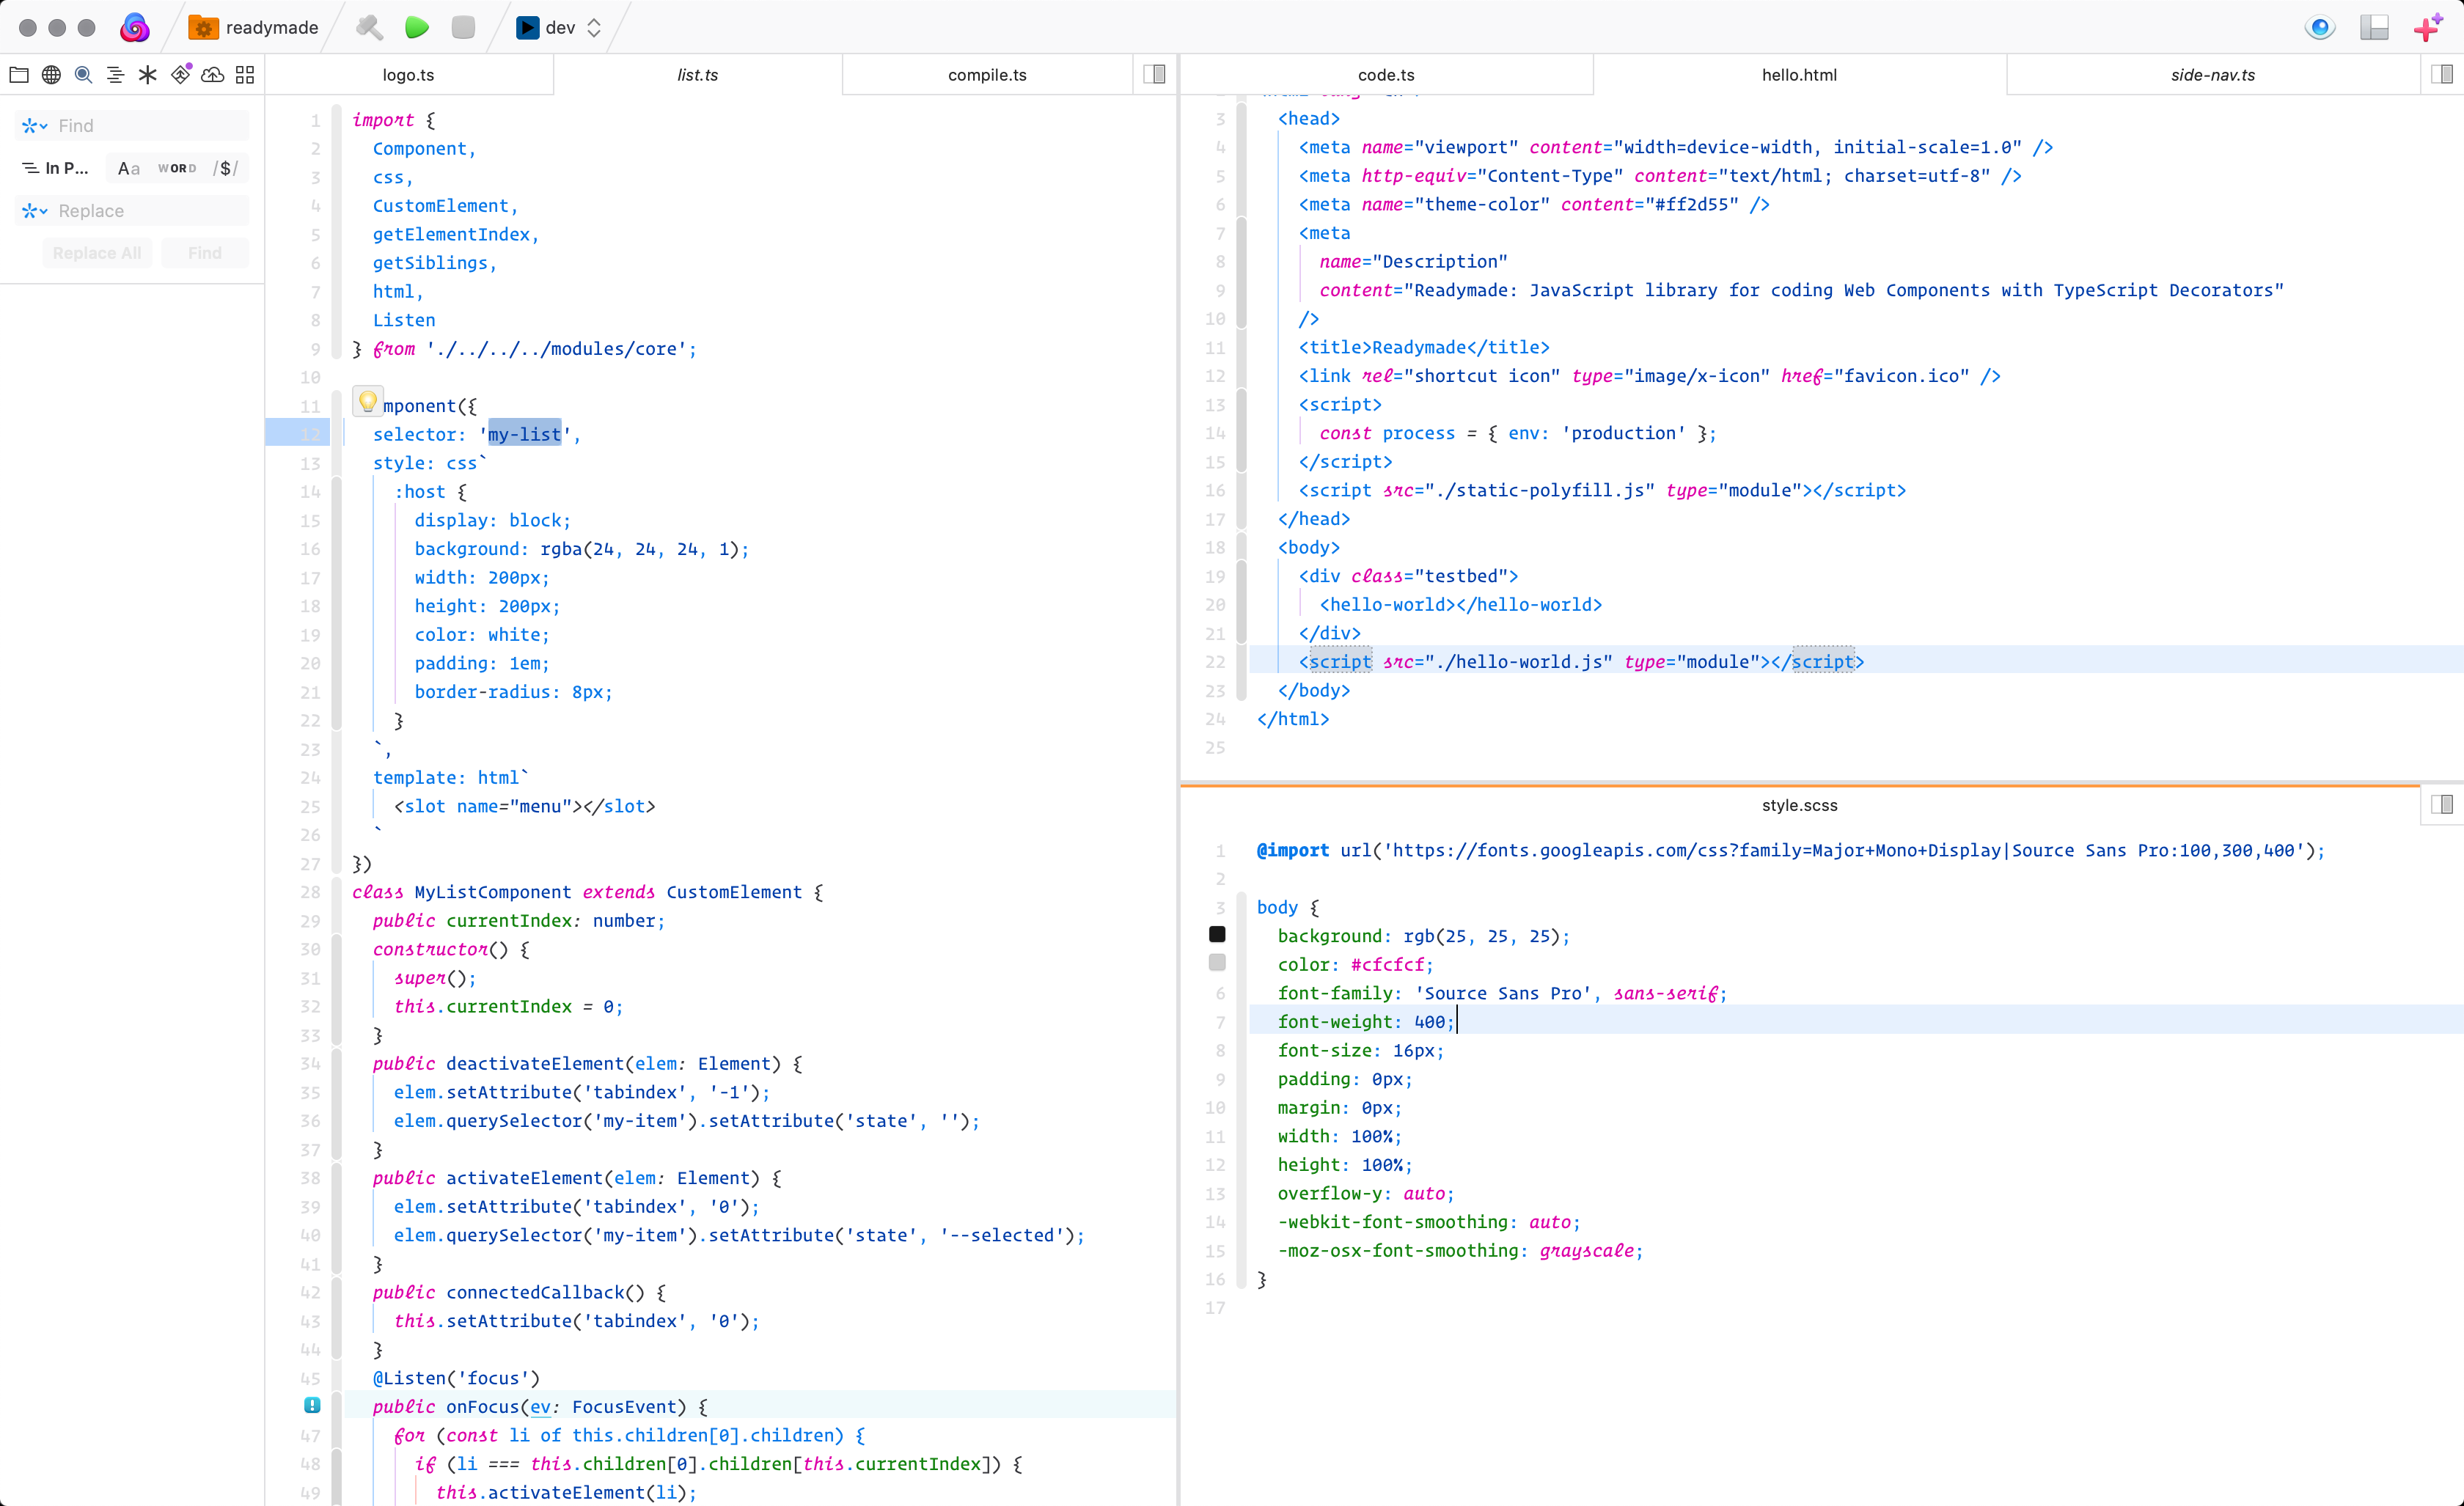 readymade
dev
logo.ts
list.ts
compile.ts
code.ts
hello.html
side-nav.ts
Find
In P...
Aa
WORD
/$/
Replace
Replace All
Find
1 import {
2 Component,
3 css,
4 CustomElement,
5 getElementIndex,
6 getSiblings,
7 html,
8 Listen
9 } from './../../../modules/core';
10
11 mponent({
12 selector: 'my-list',
13 style: css`
14 :host {
15 display: block;
16 background: rgba(24, 24, 24, 1);
17 width: 200px;
18 height: 200px;
19 color: white;
20 padding: 1em;
21 border-radius: 8px;
22 }
23 `,
24 template: html`
25 <slot name="menu"></slot>
26 `
27 })
28 class MyListComponent extends CustomElement {
29 public currentIndex: number;
30 constructor() {
31 super();
32 this.currentIndex = 0;
33 }
34 public deactivateElement(elem: Element) {
35 elem.setAttribute('tabindex', '-1');
36 elem.querySelector('my-item').setAttribute('state', '');
37 }
38 public activateElement(elem: Element) {
39 elem.setAttribute('tabindex', '0');
40 elem.querySelector('my-item').setAttribute('state', '--selected');
41 }
42 public connectedCallback() {
43 this.setAttribute('tabindex', '0');
44 }
45 @Listen('focus')
public onFocus(ev: FocusEvent) {
47 for (const li of this.children[0].children) {
48 if (li === this.children[0].children[this.currentIndex]) {
49 this.activateElement(li);
3 <head>
4 <meta name="viewport" content="width=device-width, initial-scale=1.0" />
5 <meta http-equiv="Content-Type" content="text/html; charset=utf-8" />
6 <meta name="theme-color" content="#ff2d55" />
7 <meta
8 name="Description"
9 content="Readymade: JavaScript library for coding Web Components with TypeScript Decorators"
10 />
11 <title>Readymade</title>
12 <link rel="shortcut icon" type="image/x-icon" href="favicon.ico" />
13 <script>
14 const process = { env: 'production' };
15 </script>
16 <script src="./static-polyfill.js" type="module"></script>
17 </head>
18 <body>
19 <div class="testbed">
20 <hello-world></hello-world>
21 </div>
22 <script src="./hello-world.js" type="module"></script>
23 </body>
24 </html>
25
style.scss
1 @import url('https://fonts.googleapis.com/css?family=Major+Mono+Display|Source Sans Pro:100,300,400');
2
3 body {
background: rgb(25, 25, 25);
color: #cfcfcf;
6 font-family: 'Source Sans Pro', sans-serif;
7 font-weight: 400;
8 font-size: 16px;
9 padding: 0px;
10 margin: 0px;
11 width: 100%;
12 height: 100%;
13 overflow-y: auto;
14 -webkit-font-smoothing: auto;
15 -moz-osx-font-smoothing: grayscale;
16 }
17